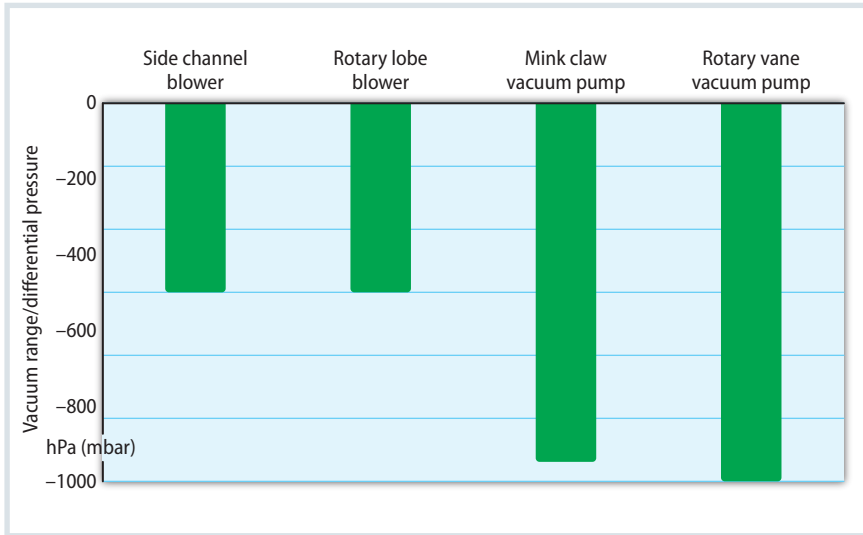 Side channel
blower
Rotary lobe
blower
Mink claw
vacuum pump
Rotary vane
vacuum pump
Vacuum range/differential pressure
0
–200
–400
–600
–800
hPa (mbar)
–1000